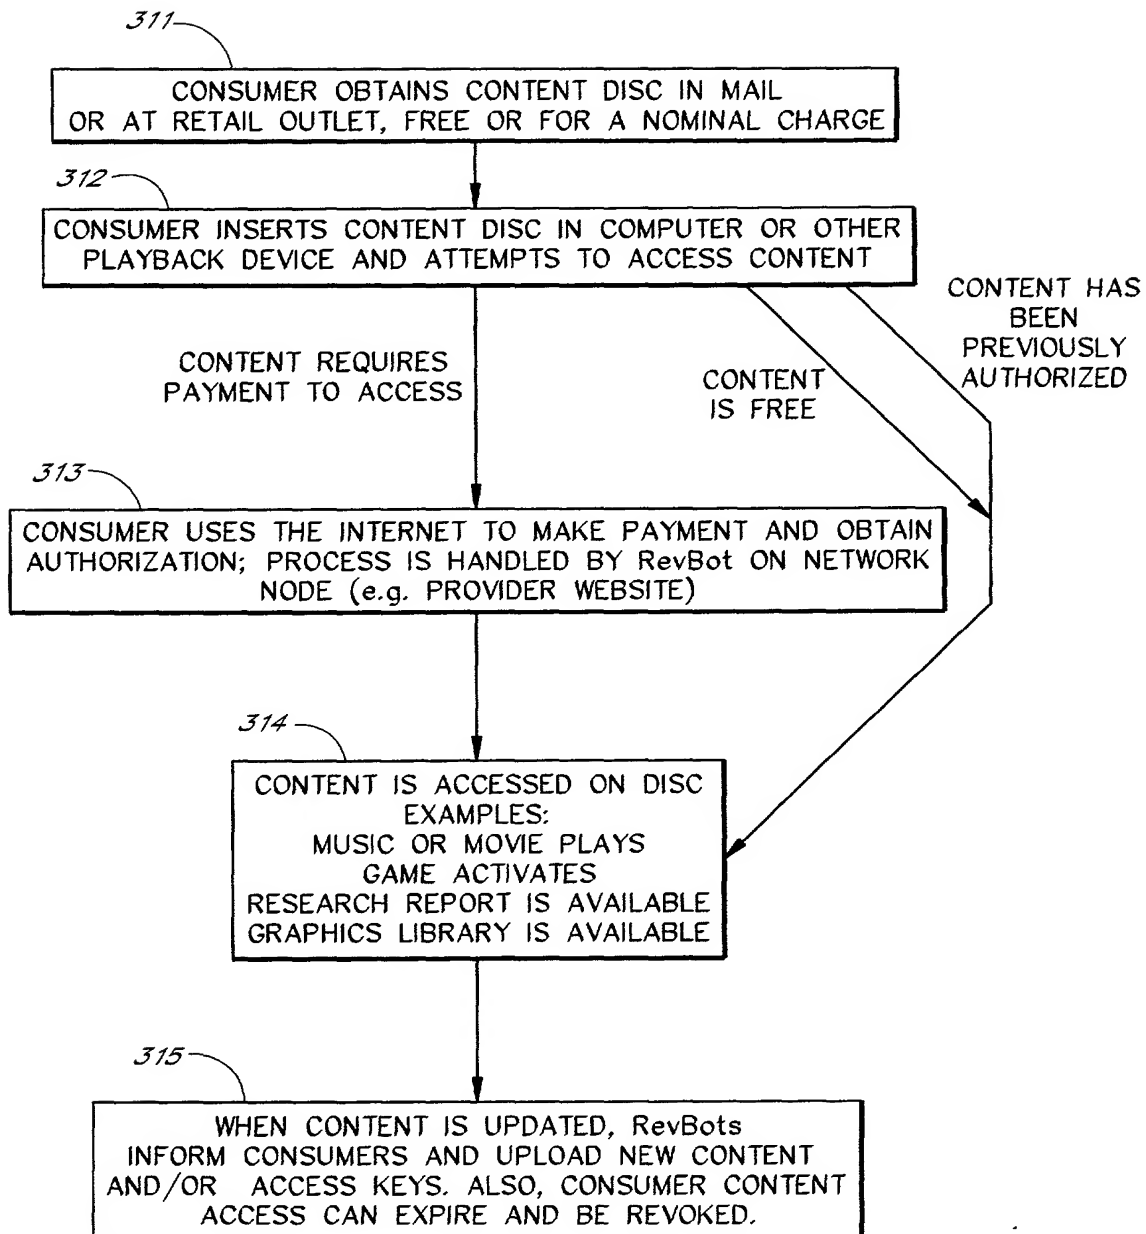 311
CONSUMER OBTAINS CONTENT DISC IN MAIL
OR AT RETAIL OUTLET, FREE OR FOR A NOMINAL CHARGE
312
CONSUMER INSERTS CONTENT DISC IN COMPUTER OR OTHER
PLAYBACK DEVICE AND ATTEMPTS TO ACCESS CONTENT
CONTENT REQUIRES
PAYMENT TO ACCESS
CONTENT
IS FREE
CONTENT HAS
BEEN
PREVIOUSLY
AUTHORIZED
313
CONSUMER USES THE INTERNET TO MAKE PAYMENT AND OBTAIN
AUTHORIZATION; PROCESS IS HANDLED BY RevBot ON NETWORK
NODE (e.g. PROVIDER WEBSITE)
314
CONTENT IS ACCESSED ON DISC
EXAMPLES:
MUSIC OR MOVIE PLAYS
GAME ACTIVATES
RESEARCH REPORT IS AVAILABLE
GRAPHICS LIBRARY IS AVAILABLE
315
WHEN CONTENT IS UPDATED, RevBots
INFORM CONSUMERS AND UPLOAD NEW CONTENT
AND/OR ACCESS KEYS. ALSO, CONSUMER CONTENT
ACCESS CAN EXPIRE AND BE REVOKED.